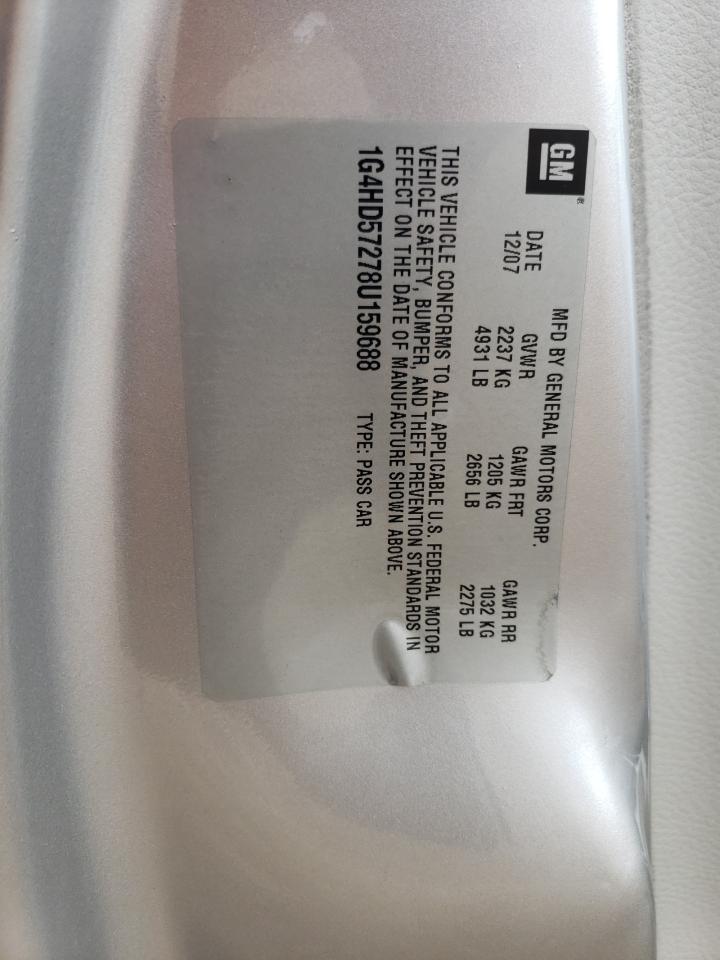 GM
MFD BY GENERAL MOTORS CORP.
DATE GVWR GAWR FRT GAWR RR
12/07 2237 KG 1205 KG 1032 KG
4931 LB 2656 LB 2275 LB
THIS VEHICLE CONFORMS TO ALL APPLICABLE U.S. FEDERAL MOTOR
VEHICLE SAFETY, BUMPER, AND THEFT PREVENTION STANDARDS IN
EFFECT ON THE DATE OF MANUFACTURE SHOWN ABOVE.
1G4HD57278U159688 TYPE: PASS CAR